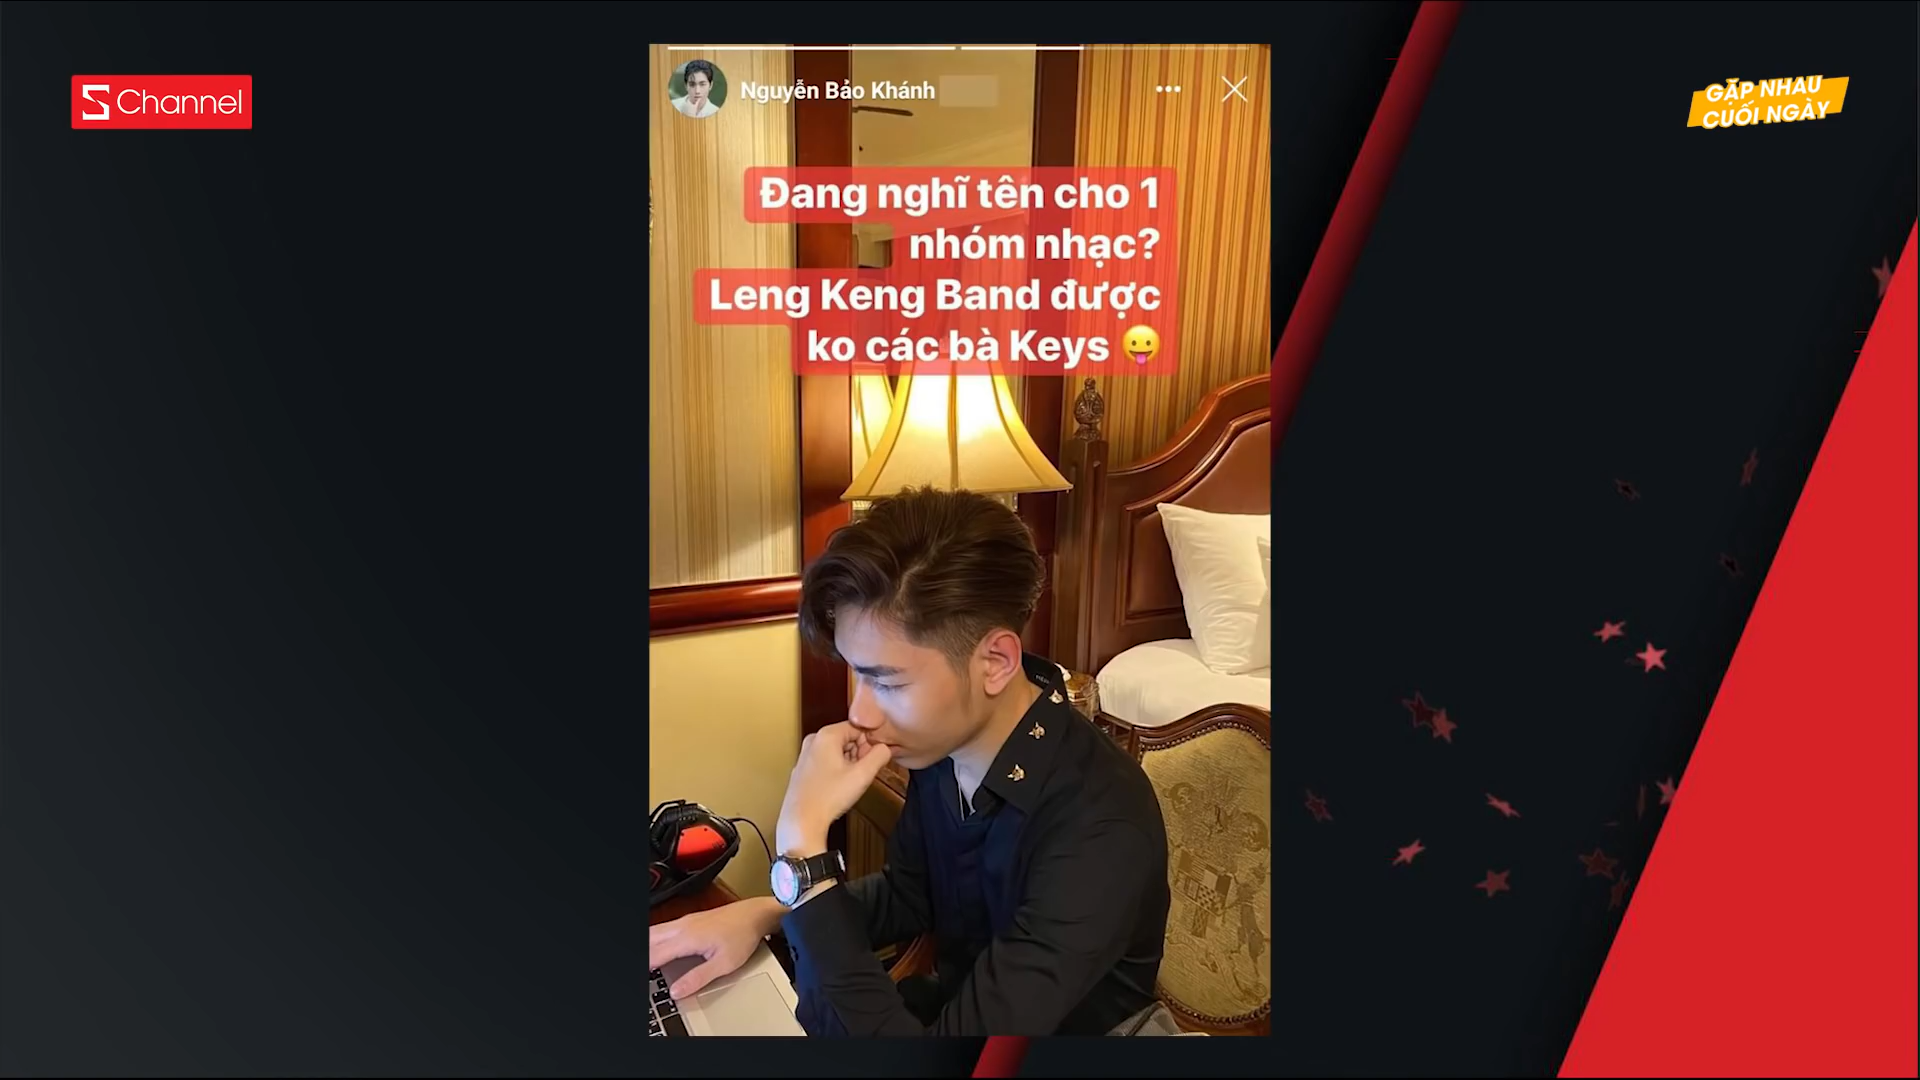 S Channel
GẶP NHAU
CUỐI NGÀY
Nguyễn Bảo Khánh
Đang nghĩ tên cho 1
nhóm nhạc?
Leng Keng Band được
ko các bà Keys 😛